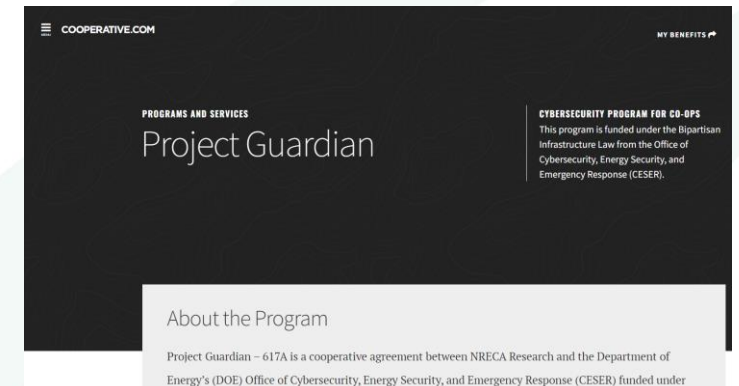 MENU
COOPERATIVE.COM
MY BENEFITS
PROGRAMS AND SERVICES
Project Guardian
CYBERSECURITY PROGRAM FOR CO-OPS
This program is funded under the Bipartisan
Infrastructure Law from the Office of
Cybersecurity, Energy Security, and
Emergency Response (CESER).
About the Program
Project Guardian – 617A is a cooperative agreement between NRECA Research and the Department of
Energy's (DOE) Office of Cybersecurity, Energy Security, and Emergency Response (CESER) funded under